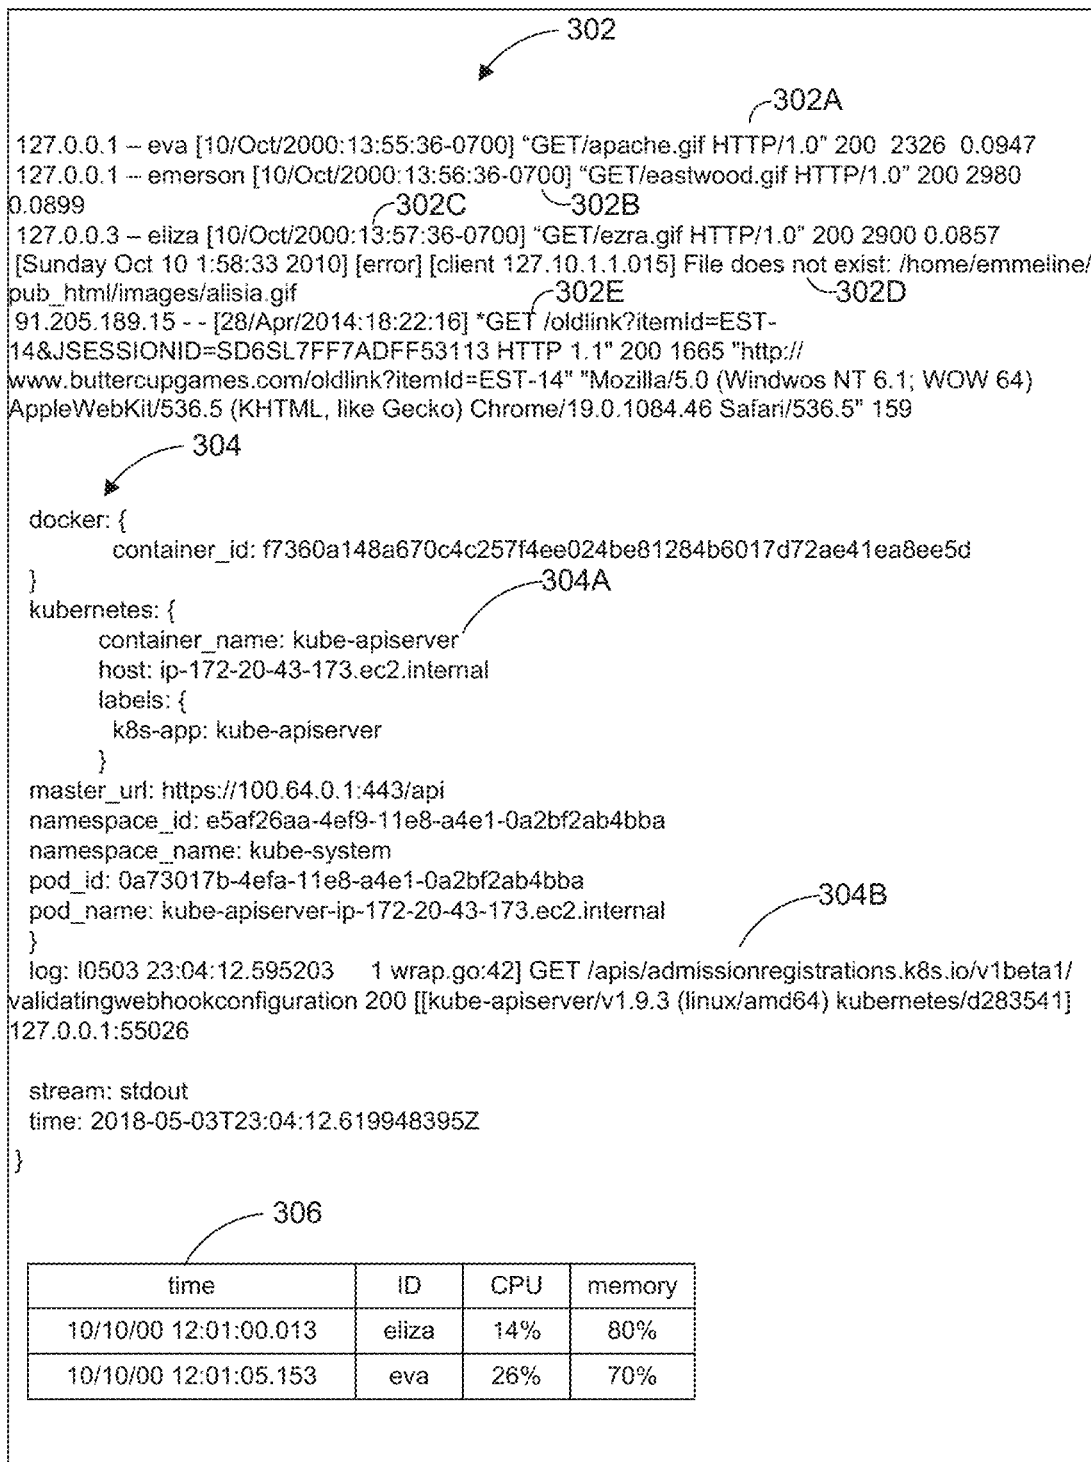 302
302A
127.0.0.1 – eva [10/Oct/2000:13:55:36-0700] “GET/apache.gif HTTP/1.0” 200 2326 0.0947
127.0.0.1 – emerson [10/Oct/2000:13:56:36-0700] “GET/eastwood.gif HTTP/1.0” 200 2980
0.0899
302C
302B
127.0.0.3 – eliza [10/Oct/2000:13:57:36-0700] “GET/ezra.gif HTTP/1.0” 200 2900 0.0857
[Sunday Oct 10 1:58:33 2010] [error] [client 127.10.1.1.015] File does not exist: /home/emmeline/
pub_html/images/alisia.gif
302E
302D
91.205.189.15 - - [28/Apr/2014:18:22:16] "GET /oldlink?itemId=EST-
14&JSESSIONID=SD6SL7FF7ADFF53113 HTTP 1.1" 200 1665 "http://
www.buttercupgames.com/oldlink?itemId=EST-14" "Mozilla/5.0 (Windwos NT 6.1; WOW 64)
AppleWebKit/536.5 (KHTML, like Gecko) Chrome/19.0.1084.46 Safari/536.5" 159
304
docker: {
container_id: f7360a148a670c4c257f4ee024be81284b6017d72ae41ea8ee5d
}
304A
kubernetes: {
container_name: kube-apiserver
host: ip-172-20-43-173.ec2.internal
labels: {
k8s-app: kube-apiserver
}
master_url: https://100.64.0.1:443/api
namespace_id: e5af26aa-4ef9-11e8-a4e1-0a2bf2ab4bba
namespace_name: kube-system
pod_id: 0a73017b-4efa-11e8-a4e1-0a2bf2ab4bba
304B
pod_name: kube-apiserver-ip-172-20-43-173.ec2.internal
}
log: I0503 23:04:12.595203 1 wrap.go:42] GET /apis/admissionregistrations.k8s.io/v1beta1/
validatingwebhookconfiguration 200 [[kube-apiserver/v1.9.3 (linux/amd64) kubernetes/d283541]
127.0.0.1:55026
stream: stdout
time: 2018-05-03T23:04:12.619948395Z
}
306
time ID CPU memory
10/10/00 12:01:00.013 eliza 14% 80%
10/10/00 12:01:05.153 eva 26% 70%